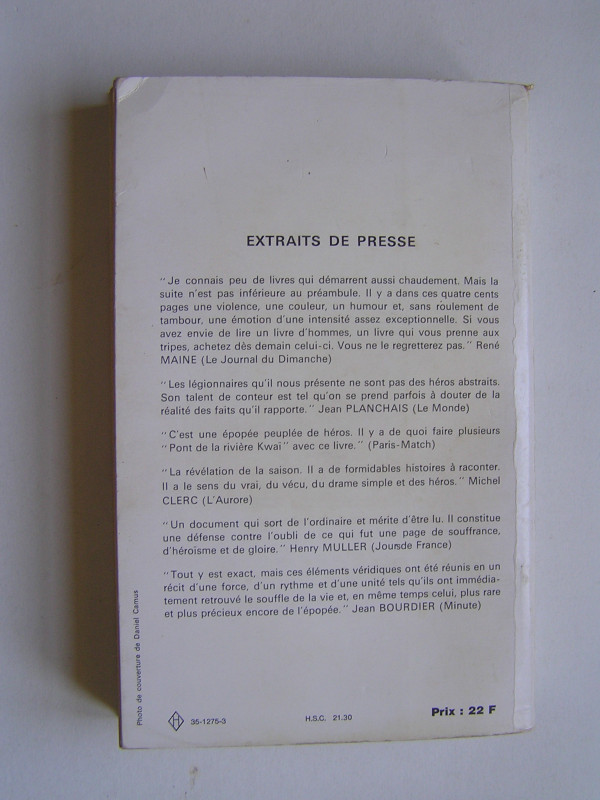 EXTRAITS DE PRESSE
"Je connais peu de livres qui démarrent aussi chaudement. Mais la
suite n'est pas inférieure au préambule. Il y a dans ces quatre cents
pages une violence, une couleur, un humour et, sans roulement de
tambour, une émotion d'une intensité assez exceptionnelle. Si vous
avez envie de lire un livre d'hommes, un livre qui vous prenne aux
tripes, achetez dès demain celui-ci. Vous ne le regretterez pas." René
MAINE (Le Journal du Dimanche)
"Les légionnaires qu'il nous présente ne sont pas des héros abstraits.
Son talent de conteur est tel qu'on se prend parfois à douter de la
réalité des faits qu'il rapporte." Jean PLANCHAIS (Le Monde)
"C'est une épopée peuplée de héros. Il y a de quoi faire plusieurs
"Pont de la rivière Kwaï" avec ce livre." (Paris-Match)
"La révélation de la saison. Il a de formidables histoires à raconter.
Il a le sens du vrai, du vécu, du drame simple et des héros." Michel
CLERC (L'Aurore)
"Un document qui sort de l'ordinaire et mérite d'être lu. Il constitue
une défense contre l'oubli de ce qui fut une page de souffrance,
d'héroïsme et de gloire." Henry MULLER (Jours de France)
"Tout y est exact, mais ces éléments véridiques ont été réunis en un
récit d'une force, d'un rythme et d'une unité tels qu'ils ont immédia-
tement retrouvé le souffle de la vie et, en même temps celui, plus rare
et plus précieux encore de l'épopée." Jean BOURDIER (Minute)
Photo de couverture de Daniel Camus
H
35-1275-3
H.S.C. 21.30
Prix : 22 F